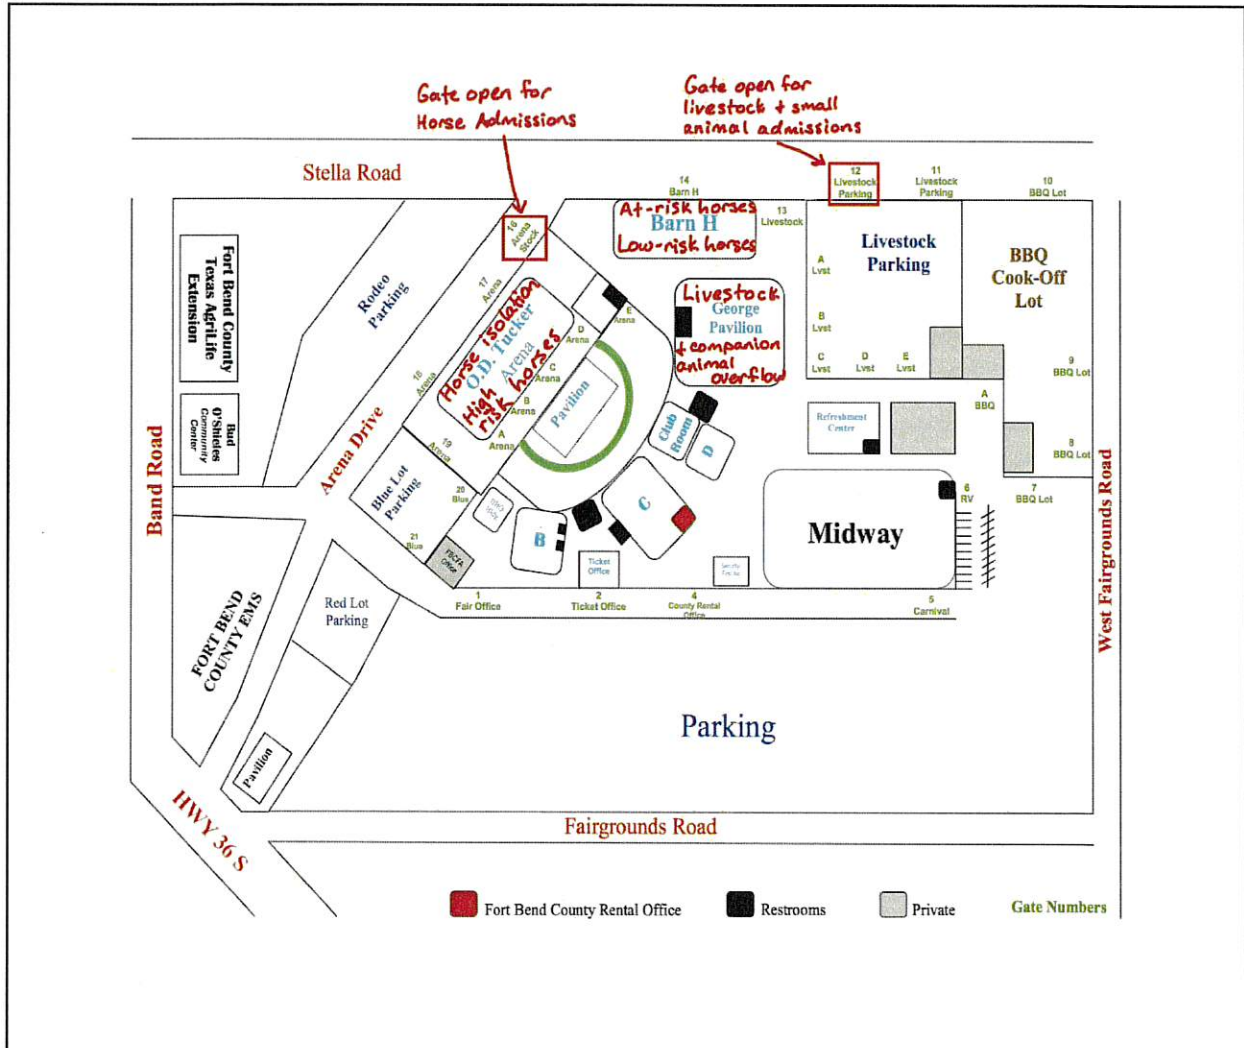 Gate open for
Horse Admissions
Gate open for
livestock + small
animal admissions
Stella Road
14
Barn H
13
Livestock
12
Livestock
Parking
11
Livestock
Parking
10
BBQ Lot
Fort Bend County
Texas AgriLife
Extension
Bud
O'Shieles
Community
Center
Band Road
Rodeo
Parking
Arena Drive
16
Arena
Stock
17
Arena
18
Arena
19
Arena
20
Blue
21
Blue
Horse isolation
O.D. Tucker
Arena
High
risk horses
A
Arena
B
Arena
C
Arena
D
Arena
E
Arena
Pavilion
At-risk horses
Barn H
Low-risk horses
Livestock
George
Pavilion
+ companion
animal
overflow
Livestock
Parking
A
Lvst
B
Lvst
C
Lvst
D
Lvst
E
Lvst
BBQ
Cook-Off
Lot
9
BBQ Lot
A
BBQ
8
BBQ Lot
7
BBQ Lot
6
RV
Refreshment
Center
Club
Room
D
C
B
Blue Lot
Parking
FBCFA
Office
Ticket
Office
Midway
1
Fair Office
2
Ticket Office
4
County Rental
Office
5
Carnival
West Fairgrounds Road
FORT BEND
COUNTY EMS
Red Lot
Parking
Pavilion
Parking
HWY 36 S
Fairgrounds Road
Fort Bend County Rental Office
Restrooms
Private
Gate Numbers